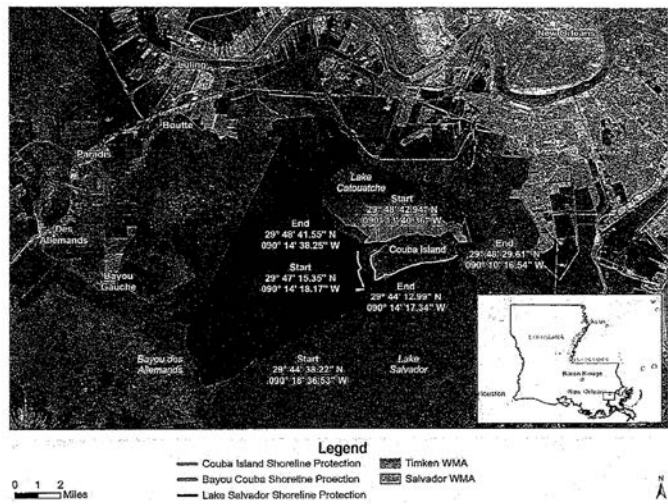 New Orleans
Luling
Boutte
Paradis
Lake
Catouatche
Start
29° 48' 42.94" N
End
29° 48' 41.55" N
090° 14' 38.25" W
Des
Allemands
Couba Island
End
29° 48' 29.61" N
090° 10' 16.54" W
Bayou
Gauche
Start
29° 47' 15.35" N
090° 14' 18.17" W
End
29° 44' 12.99" N
090° 14' 17.34" W
Bayou des
Allemands
Start
29° 44' 38.22" N
090° 18' 36.53" W
Lake
Salvador
Baton Rouge
New Orleans
Houston
Legend
Couba Island Shoreline Protection
Bayou Couba Shoreline Proection
Lake Salvador Shoreline Protection
Timken WMA
Salvador WMA
0 1 2
Miles